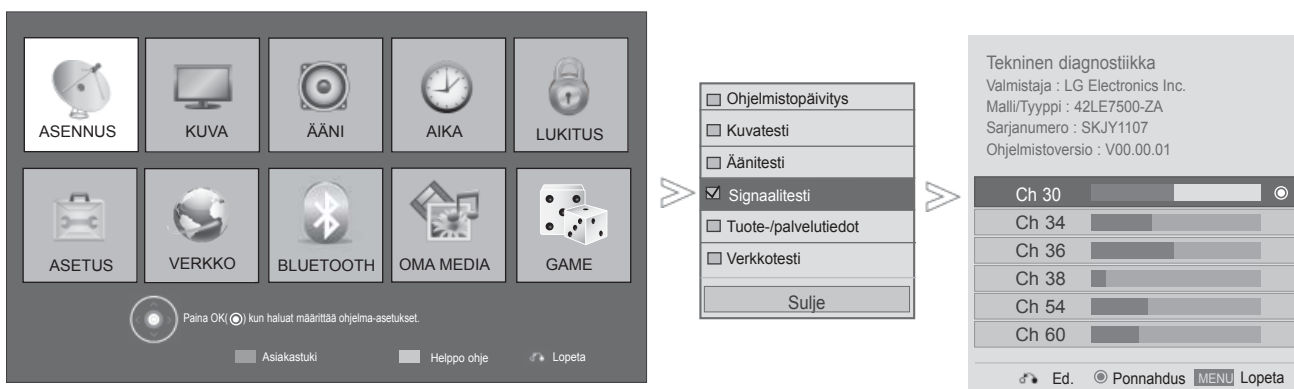 ASENNUS
KUVA
ÄÄNI
AIKA
LUKITUS
ASETUS
VERKKO
BLUETOOTH
OMA MEDIA
GAME
Paina OK(◉) kun haluat määrittää ohjelma-asetukset.
Asiakastuki
Helppo ohje
Lopeta
Ohjelmistopäivitys
Kuvatesti
Äänitesti
Signaalitesti
Tuote-/palvelutiedot
Verkkotesti
Sulje
Tekninen diagnostiikka
Valmistaja : LG Electronics Inc.
Malli/Tyyppi : 42LE7500-ZA
Sarjanumero : SKJY1107
Ohjelmistoversio : V00.00.01
Ch 30
Ch 34
Ch 36
Ch 38
Ch 54
Ch 60
Ed. ◉ Ponnahdus MENU Lopeta